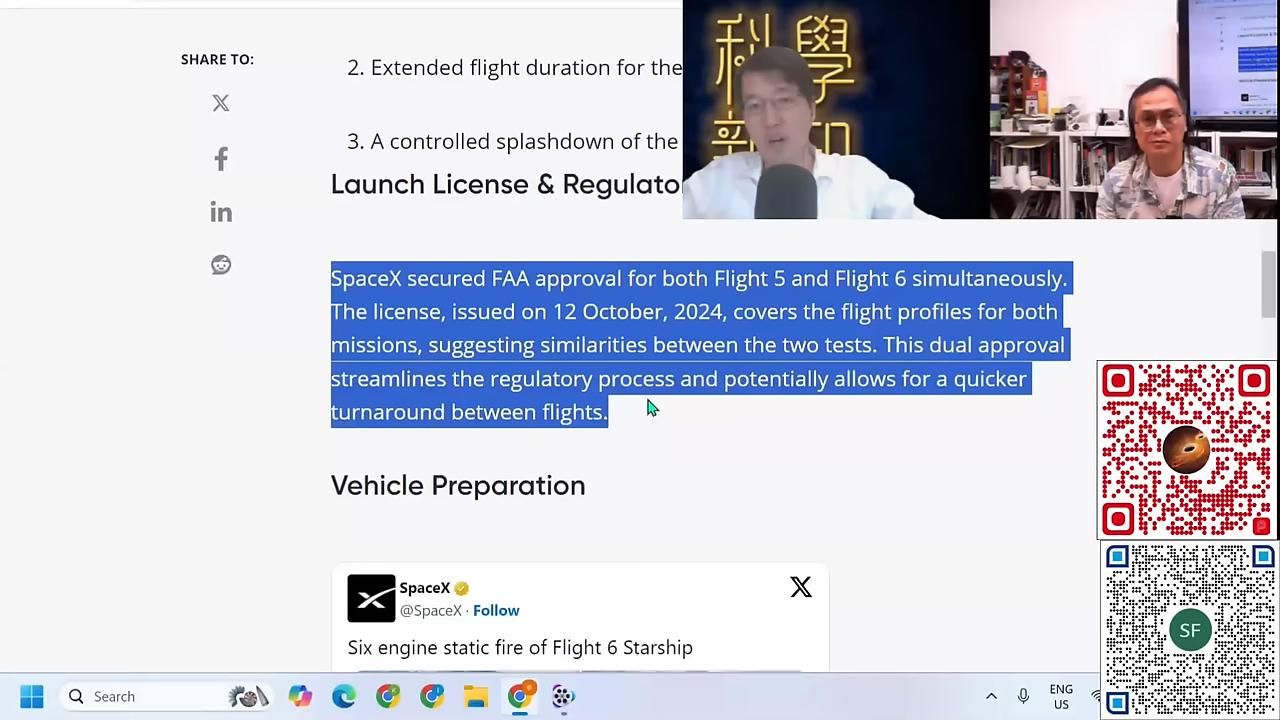 SHARE TO:
2. Extended flight duration for the
3. A controlled splashdown of the
Launch License & Regulato
科學
新知
SpaceX secured FAA approval for both Flight 5 and Flight 6 simultaneously.
The license, issued on 12 October, 2024, covers the flight profiles for both
missions, suggesting similarities between the two tests. This dual approval
streamlines the regulatory process and potentially allows for a quicker
turnaround between flights.
Vehicle Preparation
SpaceX
@SpaceX · Follow
Six engine static fire of Flight 6 Starship
SF
Search
ENG
US